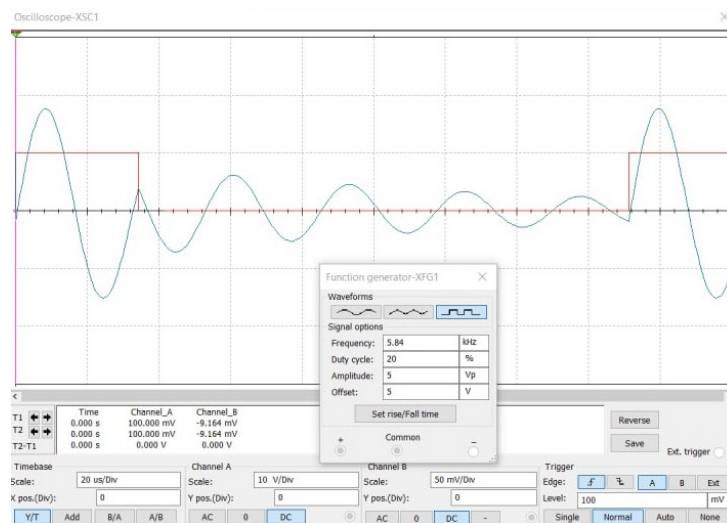 Oscilloscope-XSC1
Function generator-XFG1
Waveforms
Signal options
Frequency: 5.84 kHz
Duty cycle: 20 %
Amplitude: 5 Vp
Offset: 5 V
Set rise/Fall time
+ Common −
Time Channel_A Channel_B
T1 0.000 s 100.000 mV -9.164 mV
T2 0.000 s 100.000 mV -9.164 mV
T2-T1 0.000 s 0.000 V 0.000 V
Reverse
Save
Ext. trigger
Timebase
Scale: 20 us/Div
X pos.(Div): 0
Y/T Add B/A A/B
Channel A
Scale: 10 V/Div
Y pos.(Div): 0
AC 0 DC
Channel B
Scale: 50 mV/Div
Y pos.(Div): 0
AC 0 DC -
Trigger
Edge: A B Ext
Level: 100 mV
Single Normal Auto None